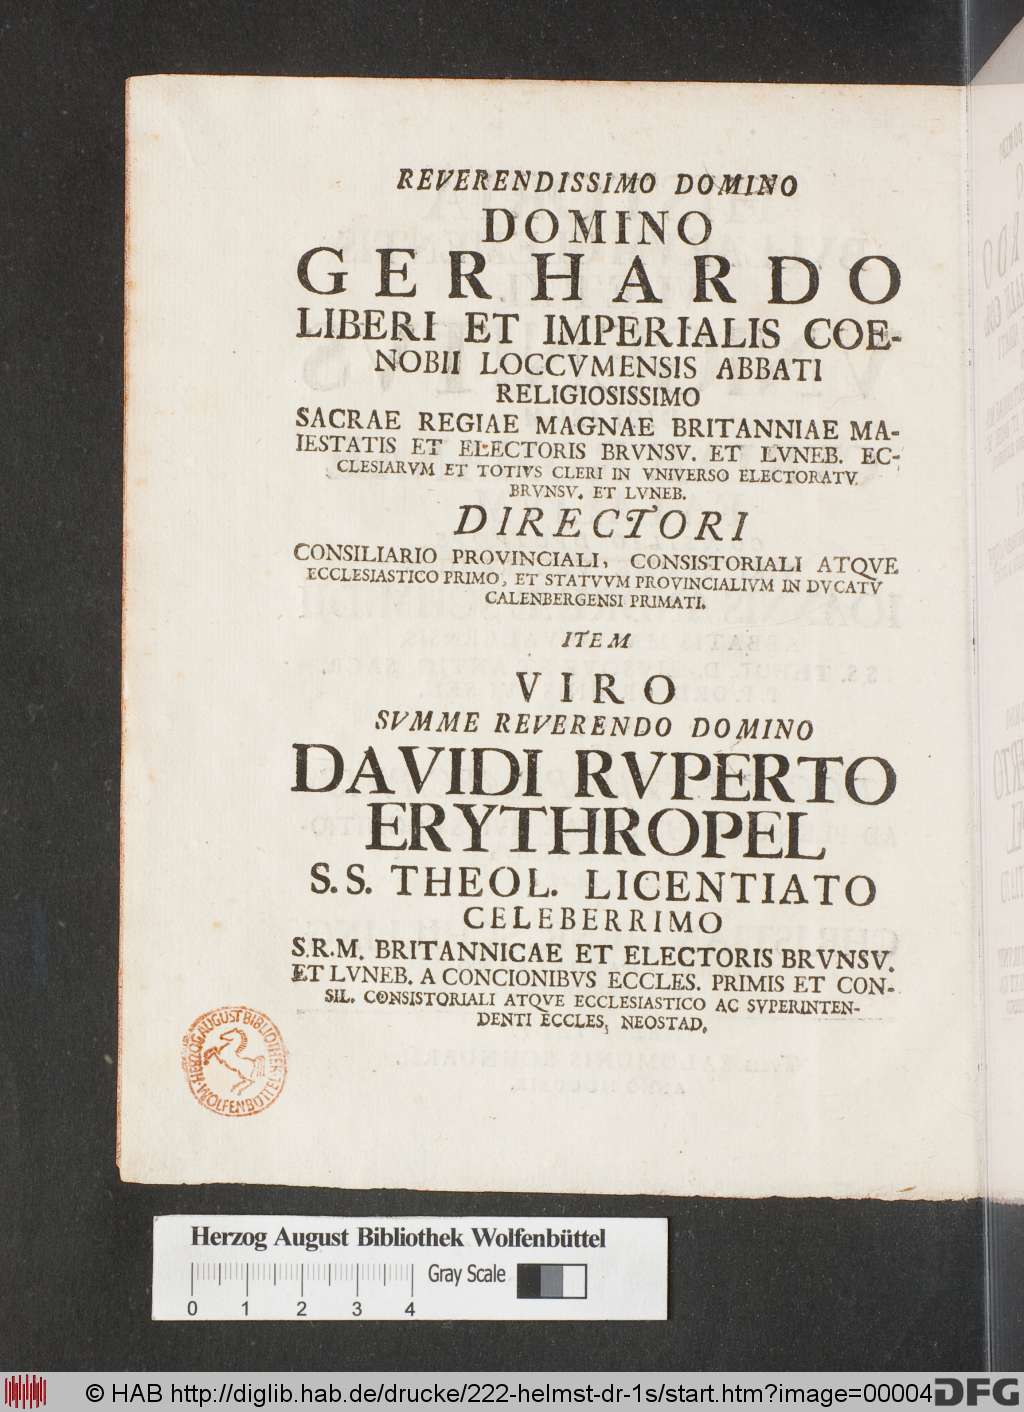 REVERENDISSIMO DOMINO
DOMINO
GERHARDO
LIBERI ET IMPERIALIS COE-
NOBII LOCCVMENSIS ABBATI
RELIGIOSISSIMO
SACRAE REGIAE MAGNAE BRITANNIAE MA-
IESTATIS ET ELECTORIS BRVNSV. ET LVNEB. EC-
CLESIARVM ET TOTIVS CLERI IN VNIVERSO ELECTORATV.
BRVNSV. ET LVNEB.
DIRECTORI
CONSILIARIO PROVINCIALI, CONSISTORIALI ATQVE
ECCLESIASTICO PRIMO, ET STATVVM PROVINCIALIVM IN DVCATV
CALENBERGENSI PRIMATI.
ITEM
VIRO
SVMME REVERENDO DOMINO
DAVIDI RVPERTO
ERYTHROPEL
S.S. THEOL. LICENTIATO
CELEBERRIMO
S.R.M. BRITANNICAE ET ELECTORIS BRVNSV.
ET LVNEB. A CONCIONIBVS ECCLES. PRIMIS ET CON-
SIL. CONSISTORIALI ATQVE ECCLESIASTICO AC SVPERINTEN-
DENTI ECCLES, NEOSTAD.
HERZOG AUGUST BIBLIOTHEK
WOLFENBÜTTEL
Herzog August Bibliothek Wolfenbüttel
Gray Scale
0 1 2 3 4
© HAB http://diglib.hab.de/drucke/222-helmst-dr-1s/start.htm?image=00004
DFG